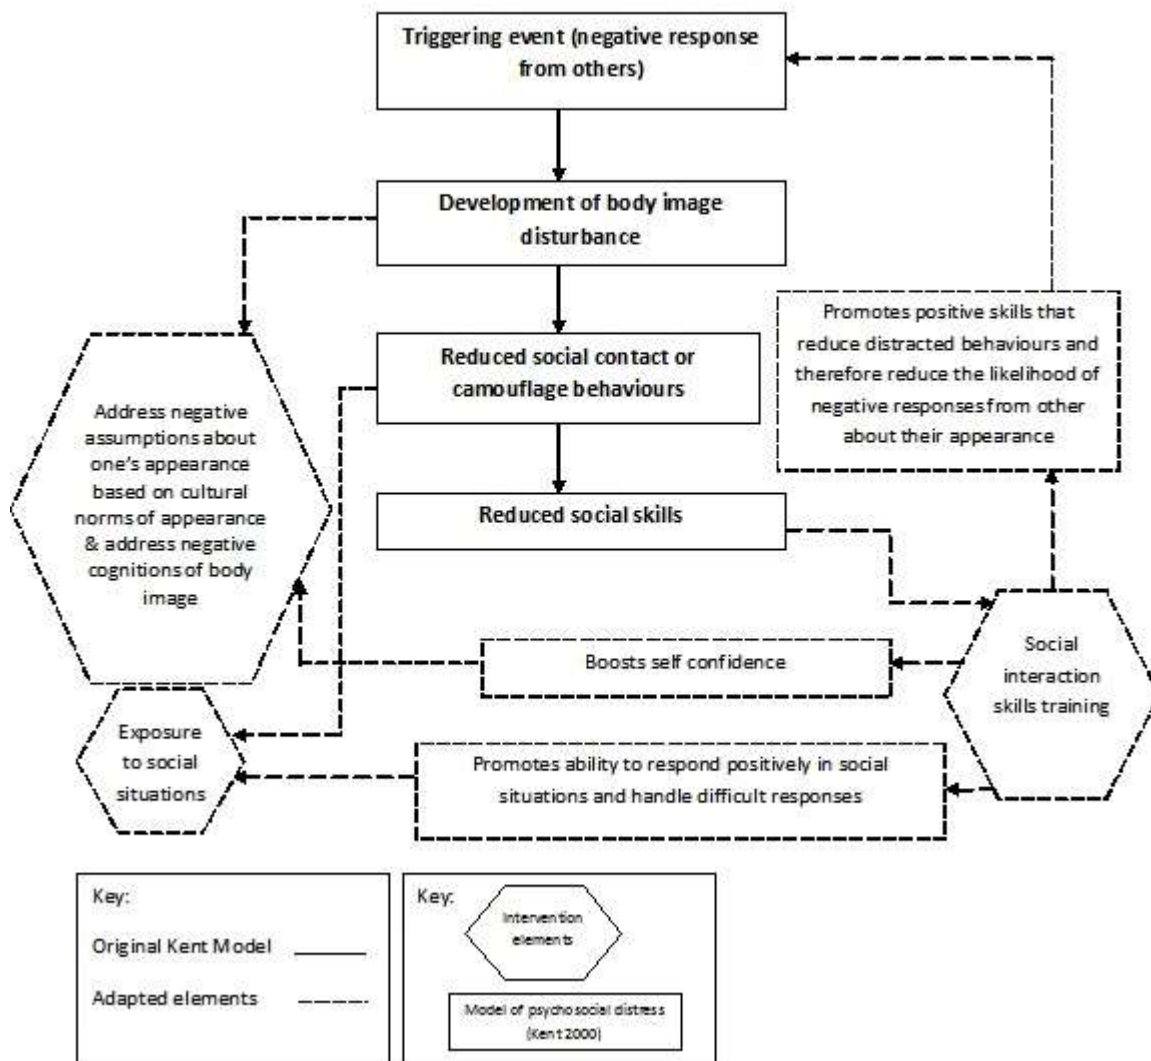 Triggering event (negative response
from others)
Development of body image
disturbance
Reduced social contact or
camouflage behaviours
Reduced social skills
Promotes positive skills that
reduce distracted behaviours and
therefore reduce the likelihood of
negative responses from other
about their appearance
Address negative
assumptions about
one's appearance
based on cultural
norms of appearance
& address negative
cognitions of body
image
Boosts self confidence
Social
interaction
skills training
Exposure
to social
situations
Promotes ability to respond positively in social
situations and handle difficult responses
Key:
Original Kent Model
Adapted elements
Key:
Intervention
elements
Model of psychosocial distress
(Kent 2000)